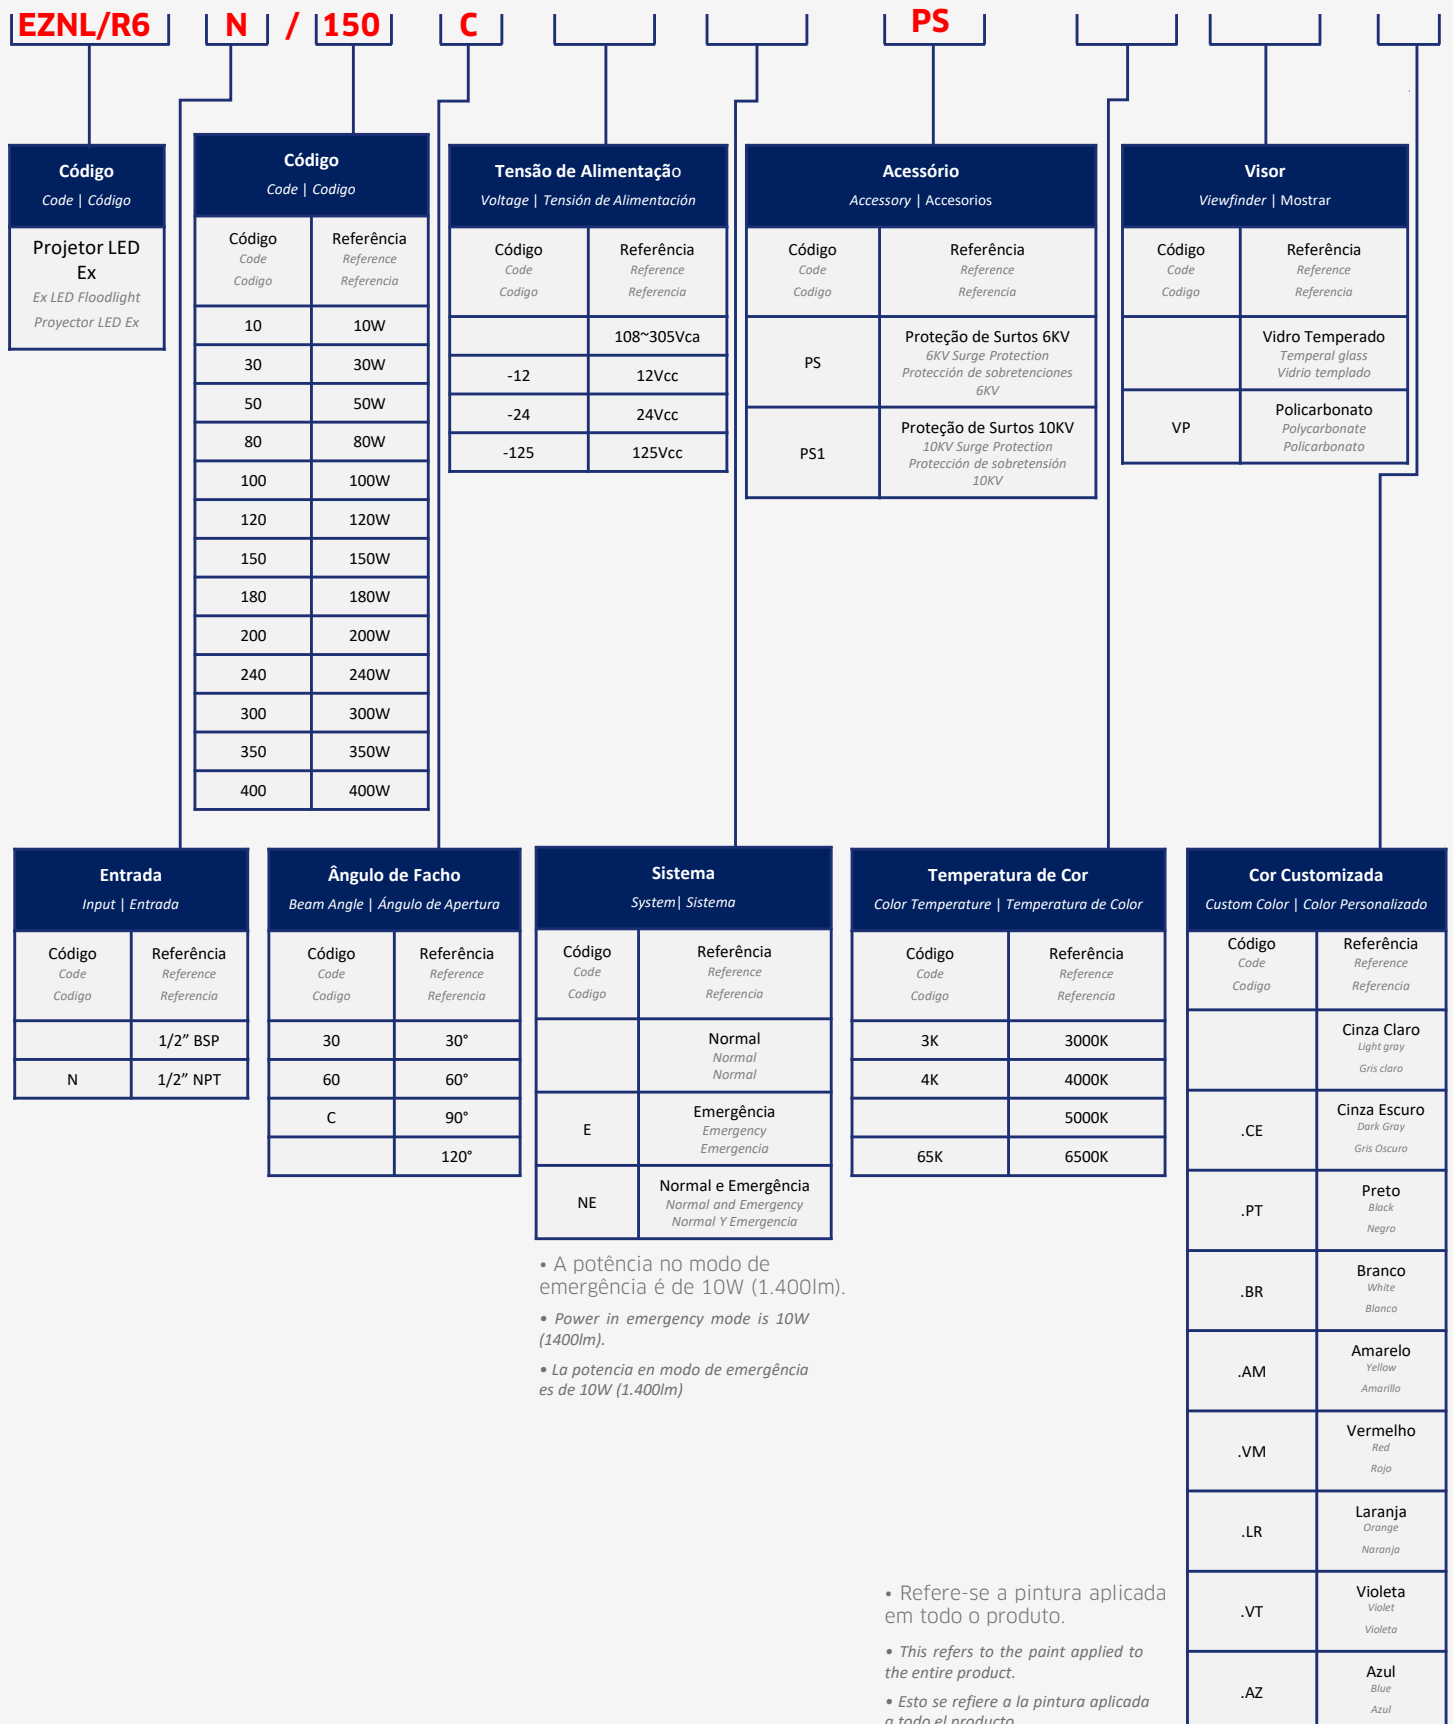 EZNL/R6 N / 150 C PS
Código
Code | Código
Projetor LED
Ex
Ex LED Floodlight
Proyector LED Ex
Código
Code | Codigo
Código Referência
Code Reference
Codigo Referencia
10 10W
30 30W
50 50W
80 80W
100 100W
120 120W
150 150W
180 180W
200 200W
240 240W
300 300W
350 350W
400 400W
Tensão de Alimentação
Voltage | Tensión de Alimentación
Código Referência
Code Reference
Codigo Referencia
108~305Vca
-12 12Vcc
-24 24Vcc
-125 125Vcc
Acessório
Accessory | Accesorios
Código Referência
Code Reference
Codigo Referencia
PS
Proteção de Surtos 6KV
6KV Surge Protection
Protección de sobretenciones
6KV
PS1
Proteção de Surtos 10KV
10KV Surge Protection
Protección de sobretensión
10KV
Visor
Viewfinder | Mostrar
Código Referência
Code Reference
Codigo Referencia
Vidro Temperado
Temperal glass
Vidrio templado
VP
Policarbonato
Polycarbonate
Policarbonato
Entrada
Input | Entrada
Código Referência
Code Reference
Codigo Referencia
1/2” BSP
N 1/2” NPT
Ângulo de Facho
Beam Angle | Ángulo de Apertura
Código Referência
Code Reference
Codigo Referencia
30 30°
60 60°
C 90°
120°
Sistema
System| Sistema
Código Referência
Code Reference
Codigo Referencia
Normal
Normal
Normal
E
Emergência
Emergency
Emergencia
NE
Normal e Emergência
Normal and Emergency
Normal Y Emergencia
• A potência no modo de
emergência é de 10W (1.400lm).
• Power in emergency mode is 10W
(1400lm).
• La potencia en modo de emergência
es de 10W (1.400lm)
Temperatura de Cor
Color Temperature | Temperatura de Color
Código Referência
Code Reference
Codigo Referencia
3K 3000K
4K 4000K
5000K
65K 6500K
Cor Customizada
Custom Color | Color Personalizado
Código Referência
Code Reference
Codigo Referencia
Cinza Claro
Light gray
Gris claro
.CE
Cinza Escuro
Dark Gray
Gris Oscuro
.PT
Preto
Black
Negro
.BR
Branco
White
Blanco
.AM
Amarelo
Yellow
Amarillo
.VM
Vermelho
Red
Rojo
.LR
Laranja
Orange
Naranja
.VT
Violeta
Violet
Violeta
.AZ
Azul
Blue
Azul
• Refere-se a pintura aplicada
em todo o produto.
• This refers to the paint applied to
the entire product.
• Esto se refiere a la pintura aplicada
a todo el producto